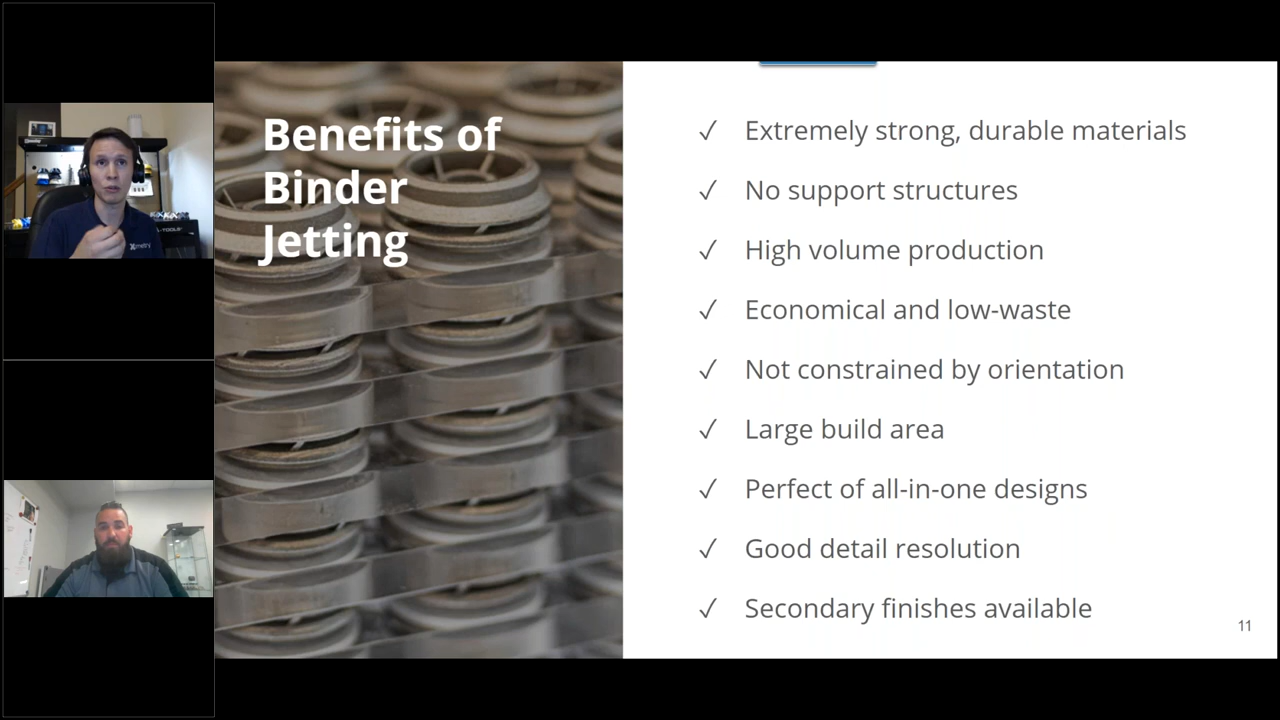 Benefits of
Binder
Jetting
✓ Extremely strong, durable materials
✓ No support structures
✓ High volume production
✓ Economical and low-waste
✓ Not constrained by orientation
✓ Large build area
✓ Perfect of all-in-one designs
✓ Good detail resolution
✓ Secondary finishes available
11